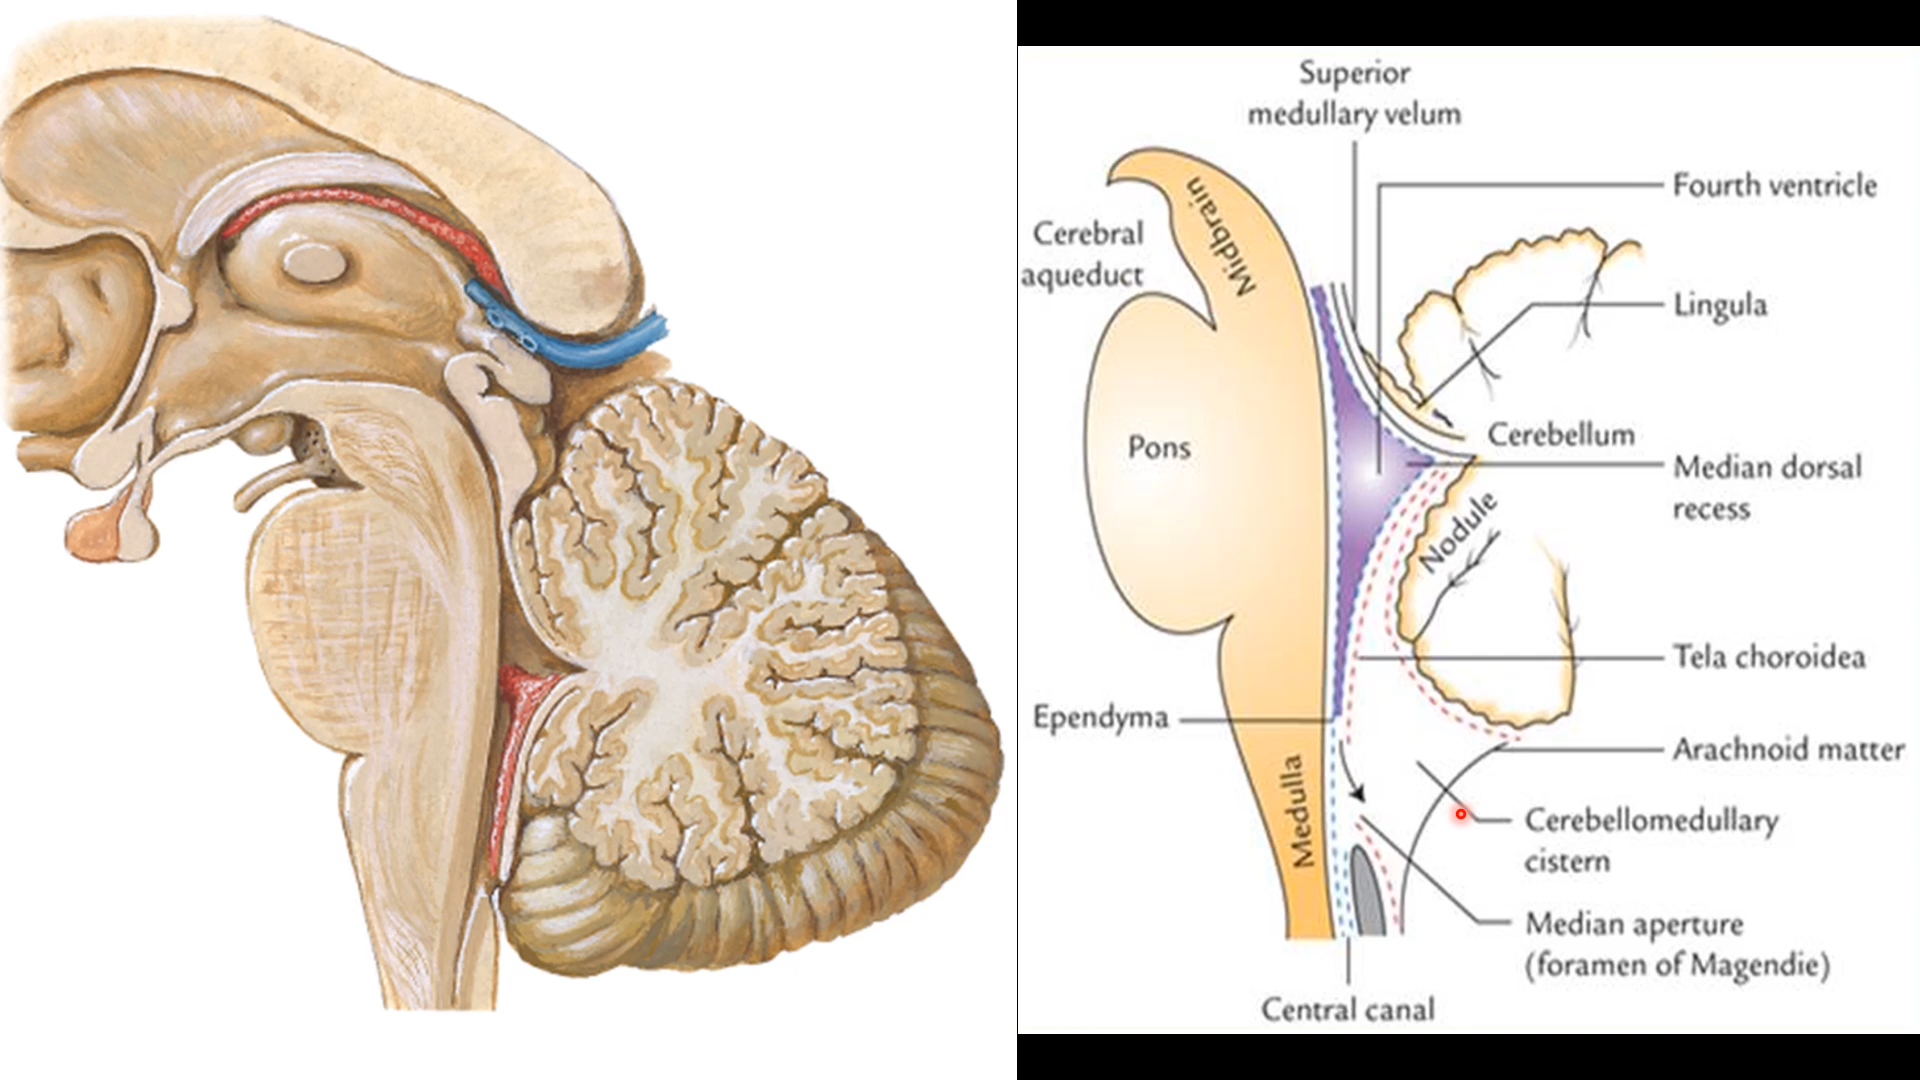 Superior
medullary velum
Fourth ventricle
Midbrain
Cerebral
aqueduct
Lingula
Cerebellum
Pons
Median dorsal
recess
Nodule
Tela choroidea
Ependyma
Arachnoid matter
Medulla
Cerebellomedullary
cistern
Median aperture
(foramen of Magendie)
Central canal